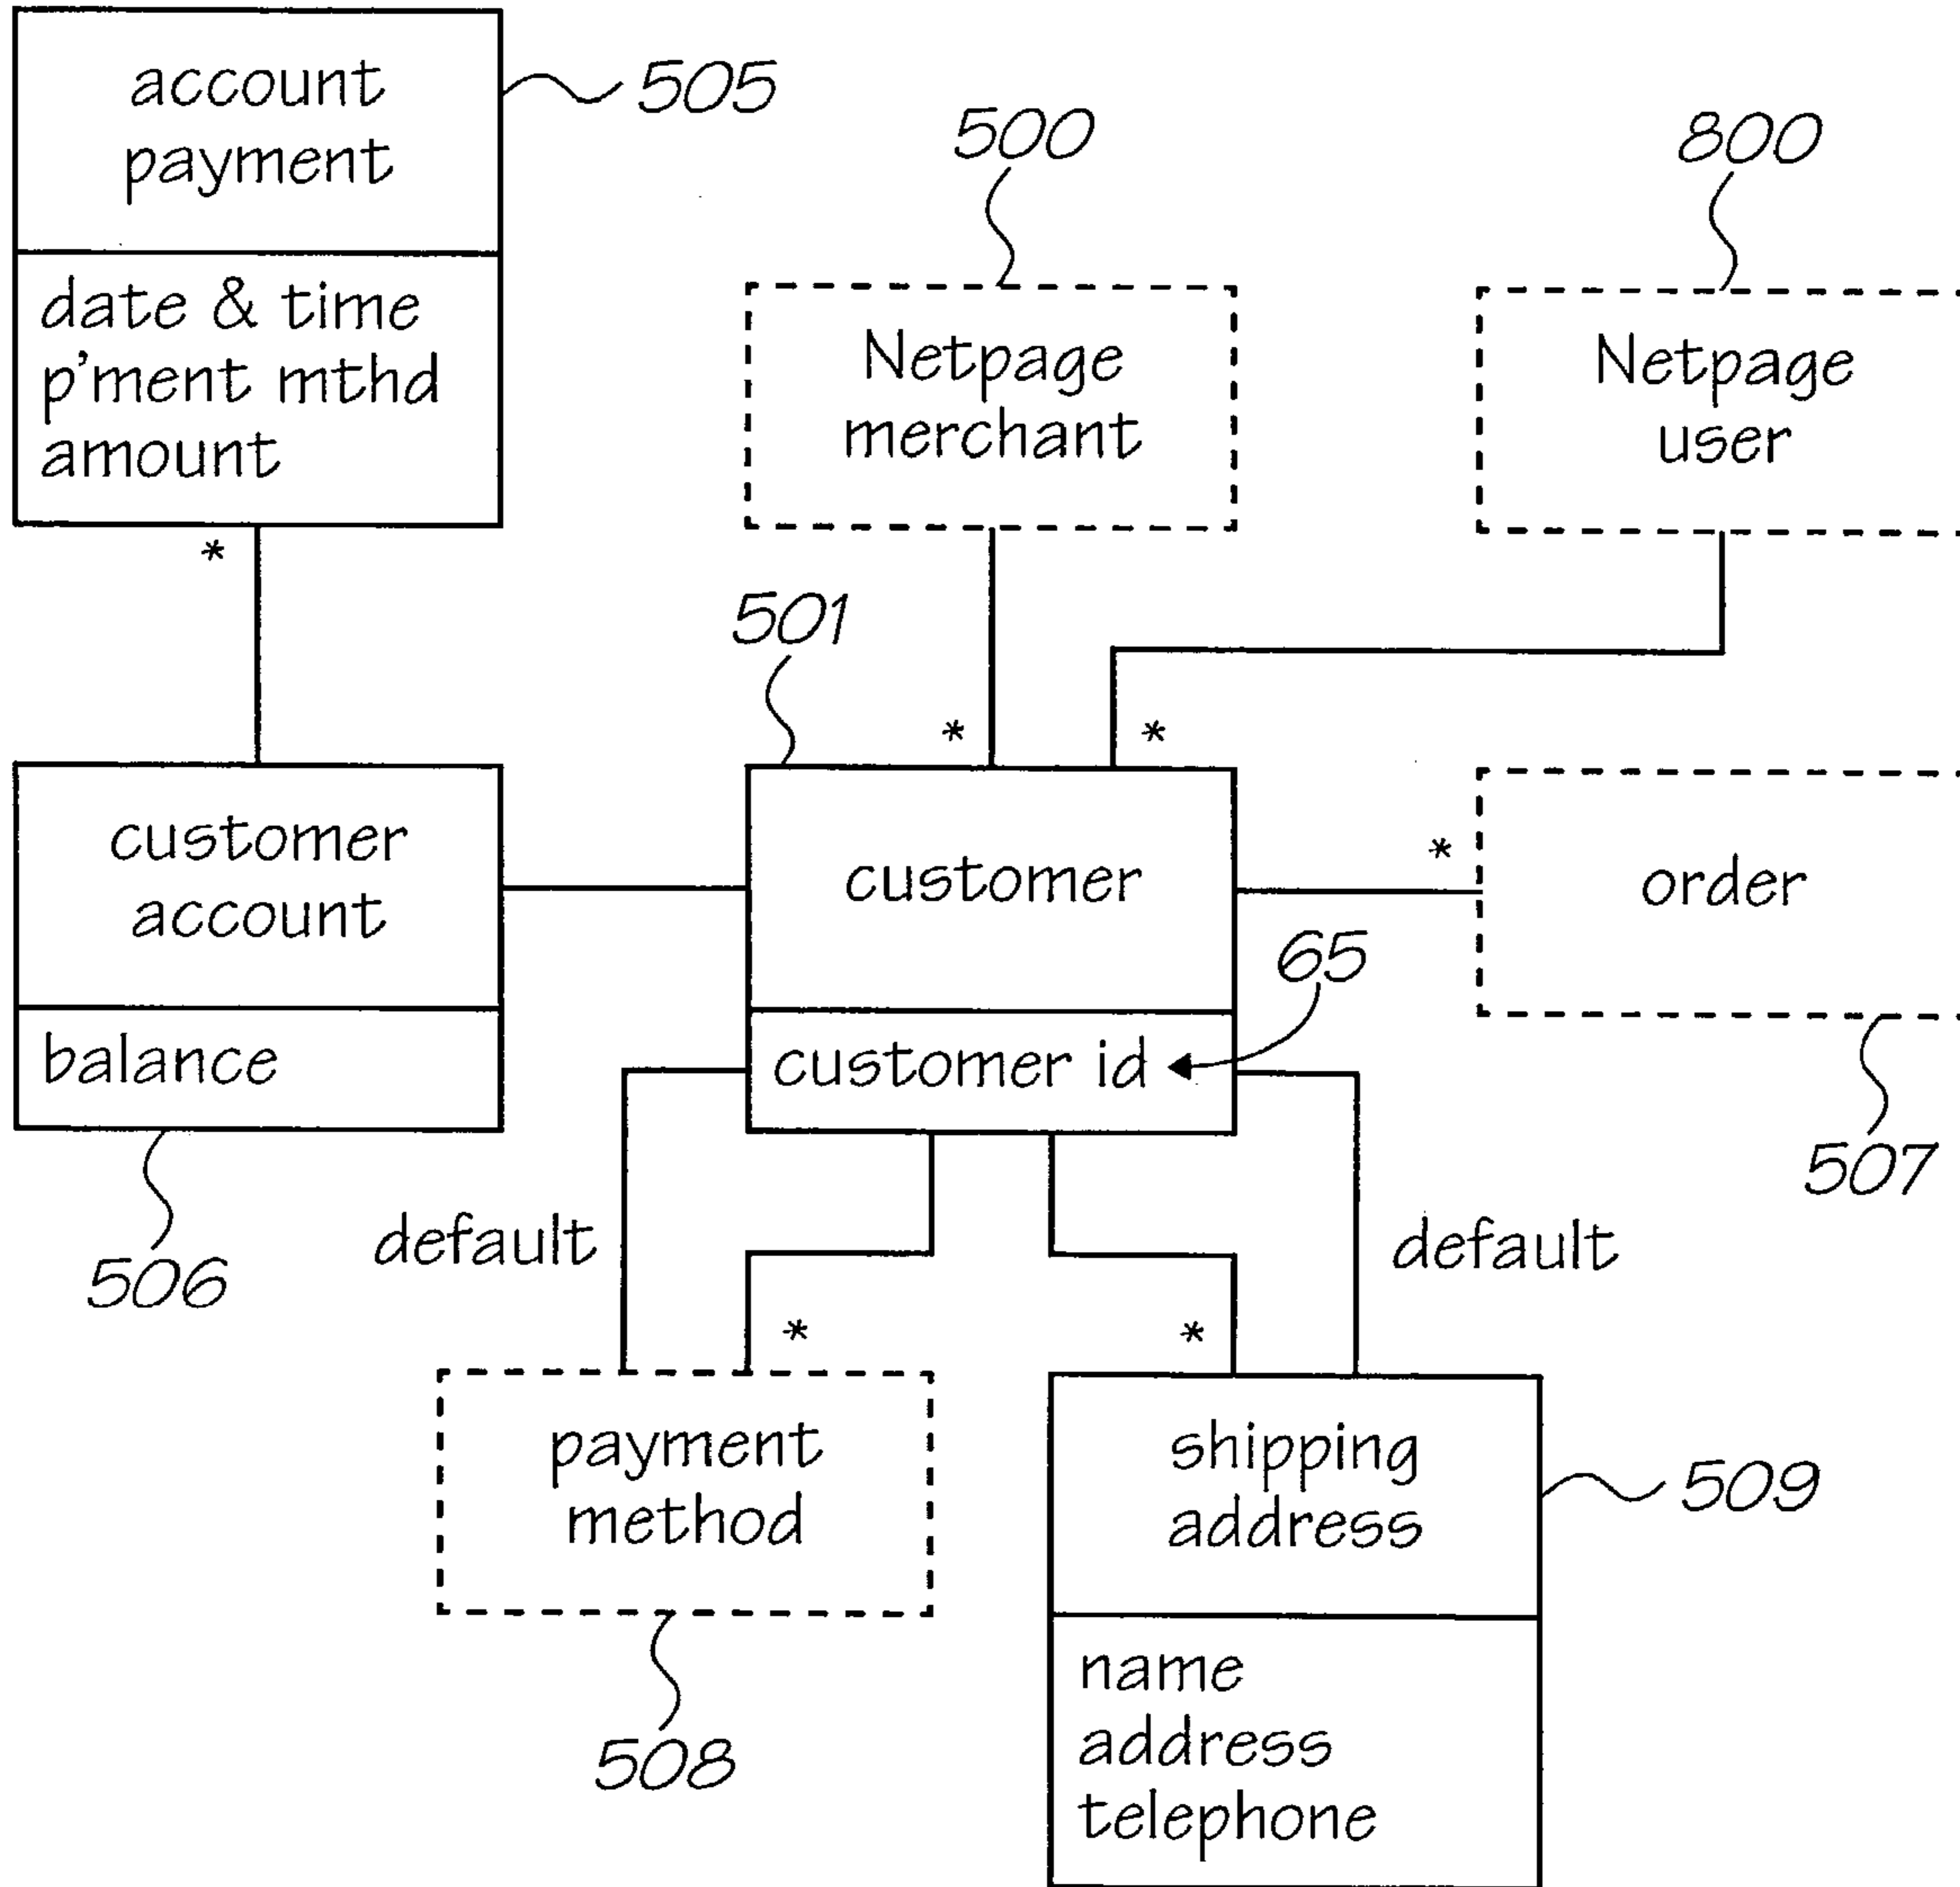 account
payment
505
date & time
p'ment mthd
amount
500
Netpage
merchant
800
Netpage
user
*
501
*
*
customer
account
balance
506
customer
customer id
65
*
order
507
default
*
*
default
payment
method
508
shipping
address
509
name
address
telephone